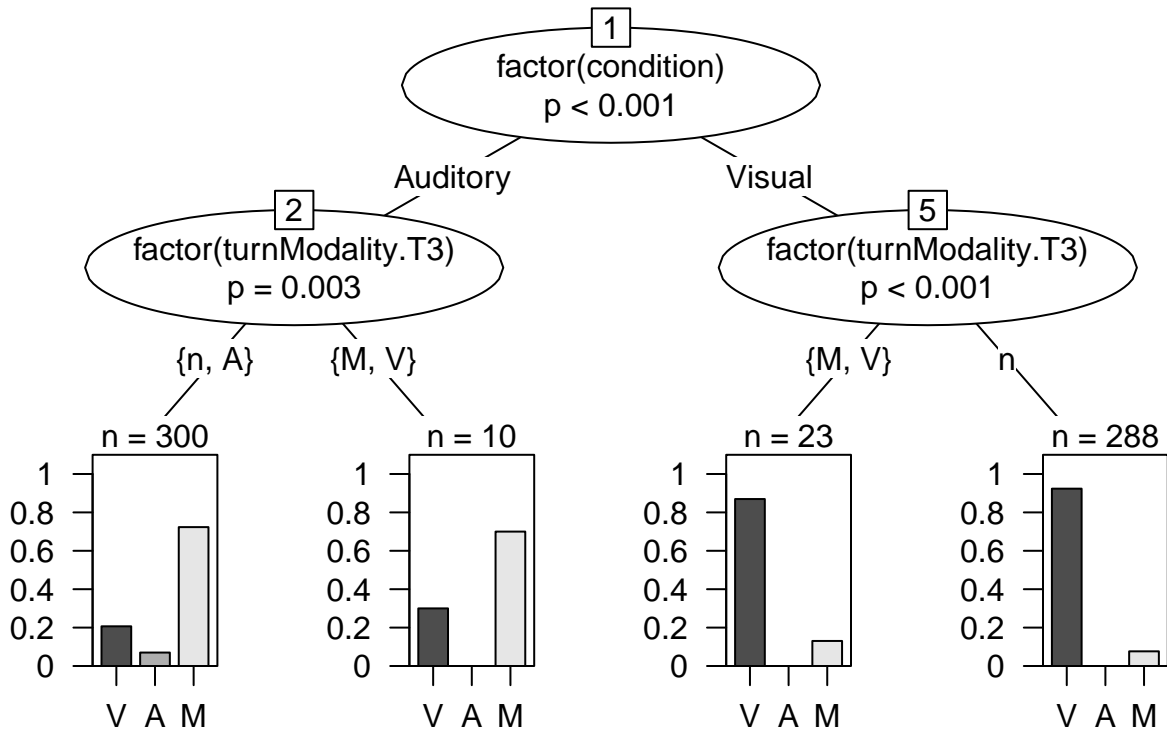 1
factor(condition)
p < 0.001
Auditory
Visual
2
factor(turnModality.T3)
p = 0.003
5
factor(turnModality.T3)
p < 0.001
{n, A}
{M, V}
{M, V}
n
n = 300
1
0.8
0.6
0.4
0.2
0
V A M
n = 10
1
0.8
0.6
0.4
0.2
0
V A M
n = 23
1
0.8
0.6
0.4
0.2
0
V A M
n = 288
1
0.8
0.6
0.4
0.2
0
V A M